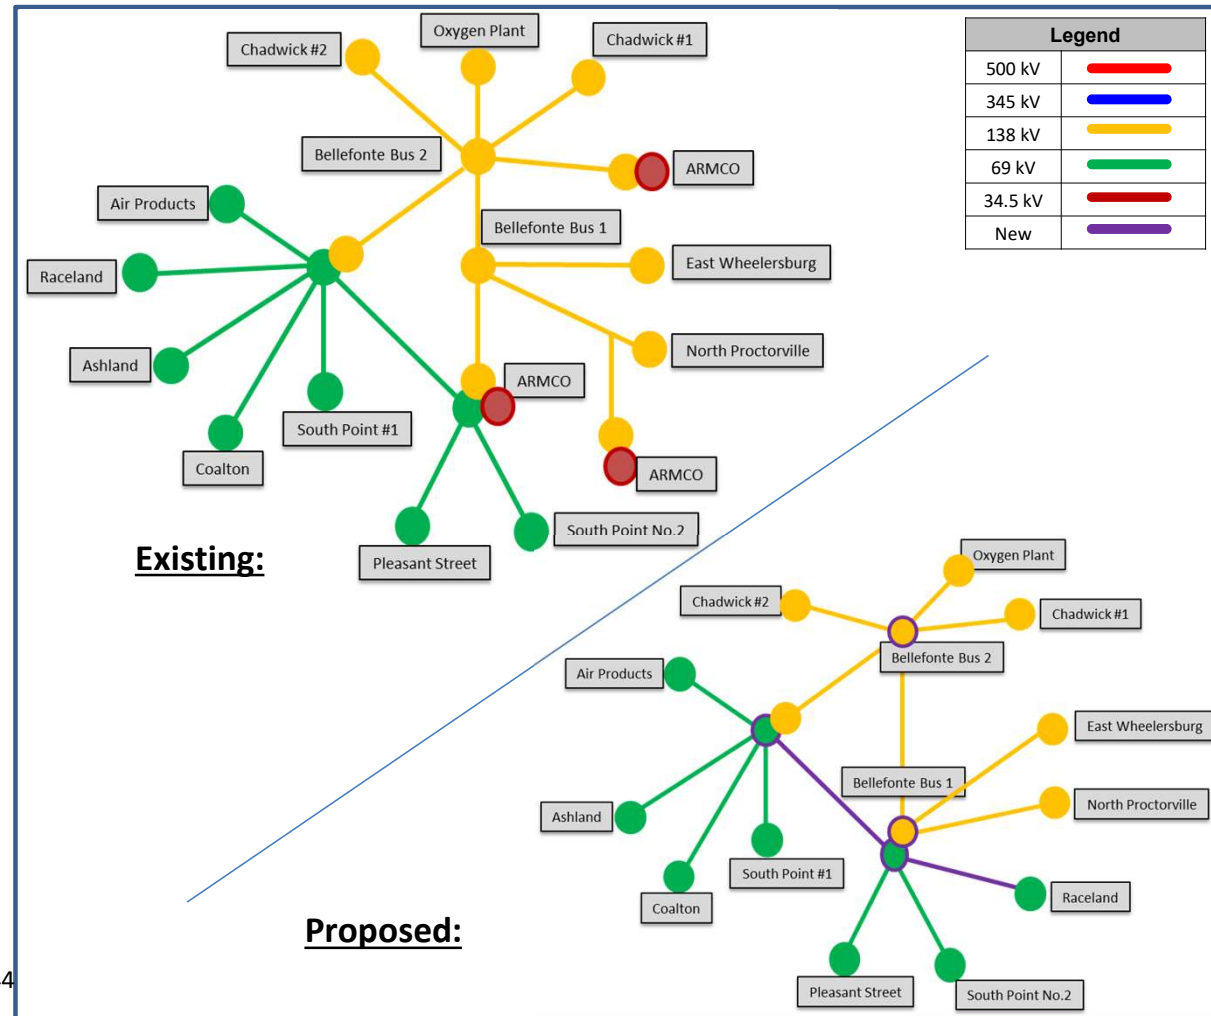 Legend
500 kV
345 kV
138 kV
69 kV
34.5 kV
New
Oxygen Plant
Chadwick #2
Chadwick #1
Bellefonte Bus 2
ARMCO
Air Products
Bellefonte Bus 1
Raceland
East Wheelersburg
Ashland
North Proctorville
ARMCO
South Point #1
Coalton
ARMCO
South Point No.2
Pleasant Street
Existing:
Oxygen Plant
Chadwick #2
Chadwick #1
Bellefonte Bus 2
Air Products
East Wheelersburg
Bellefonte Bus 1
North Proctorville
Ashland
South Point #1
Raceland
Coalton
Proposed:
Pleasant Street
South Point No.2
4